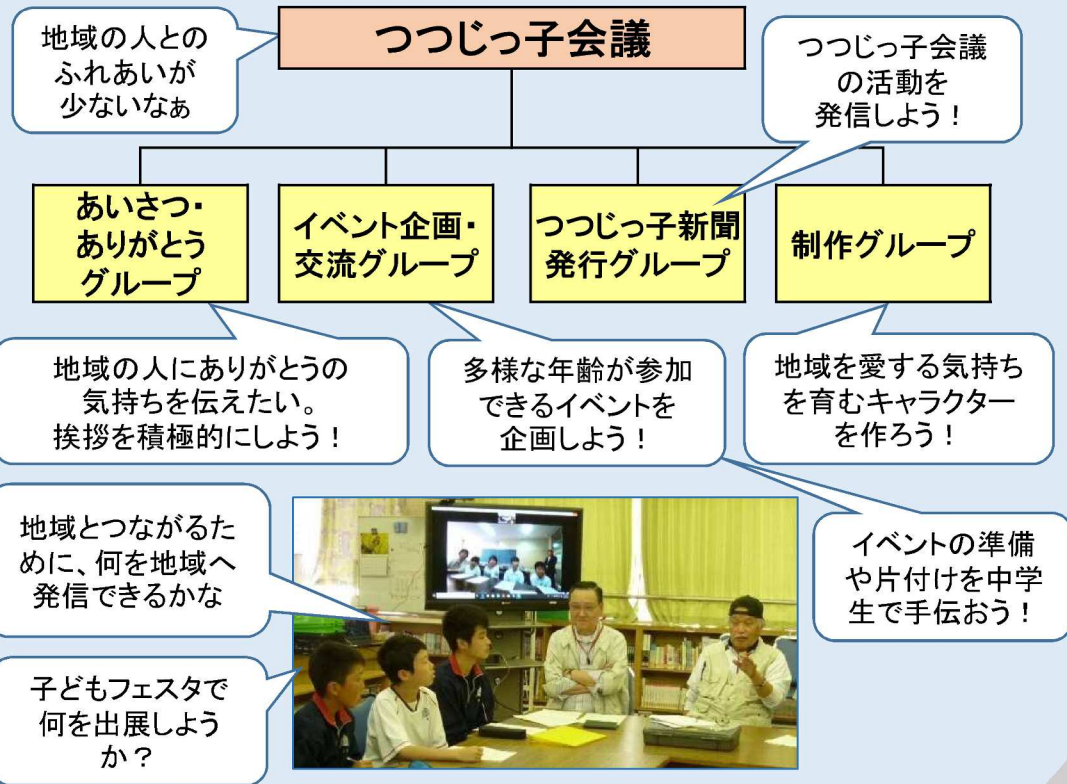 地域の人との
ふれあいが
少ないなぁ
つつじっ子会議
つつじっ子会議
の活動を
発信しよう！
あいさつ・
ありがとう
グループ
イベント企画・
交流グループ
つつじっ子新聞
発行グループ
制作グループ
地域の人にありがとうの
気持ちを伝えたい。
挨拶を積極的にしよう！
多様な年齢が参加
できるイベントを
企画しよう！
地域を愛する気持ち
を育むキャラクター
を作ろう！
地域とつながるた
めに、何を地域へ
発信できるかな
イベントの準備
や片付けを中学
生で手伝おう！
子どもフェスタで
何を出展しよう
か？